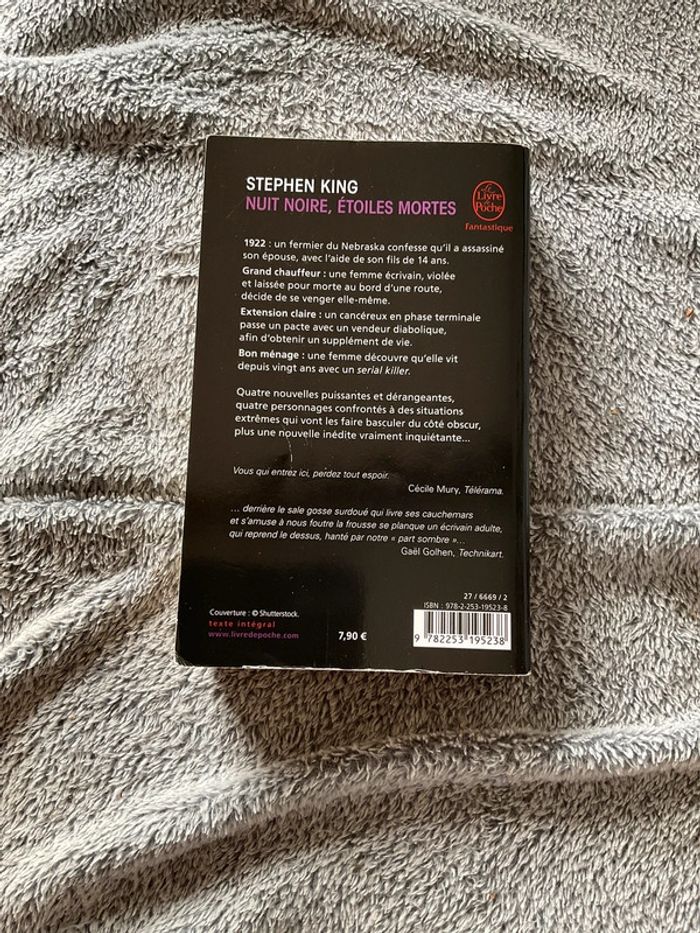 STEPHEN KING
NUIT NOIRE, ÉTOILES MORTES
Le
Livre
de
Poche
Fantastique
1922 : un fermier du Nebraska confesse qu'il a assassiné
son épouse, avec l'aide de son fils de 14 ans.
Grand chauffeur : une femme écrivain, violée
et laissée pour morte au bord d'une route,
décide de se venger elle-même.
Extension claire : un cancéreux en phase terminale
passe un pacte avec un vendeur diabolique,
afin d'obtenir un supplément de vie.
Bon ménage : une femme découvre qu'elle vit
depuis vingt ans avec un serial killer.
Quatre nouvelles puissantes et dérangeantes,
quatre personnages confrontés à des situations
extrêmes qui vont les faire basculer du côté obscur,
plus une nouvelle inédite vraiment inquiétante...
Vous qui entrez ici, perdez tout espoir.
Cécile Mury, Télérama.
... derrière le sale gosse surdoué qui livre ses cauchemars
et s'amuse à nous foutre la frousse se planque un écrivain adulte,
qui reprend le dessus, hanté par notre « part sombre »...
Gaël Golhen, Technikart.
Couverture : © Shutterstock.
texte intégral
www.livredepoche.com
7,90 €
27 / 6669 / 2
ISBN : 978-2-253-19523-8
9 782253 195238